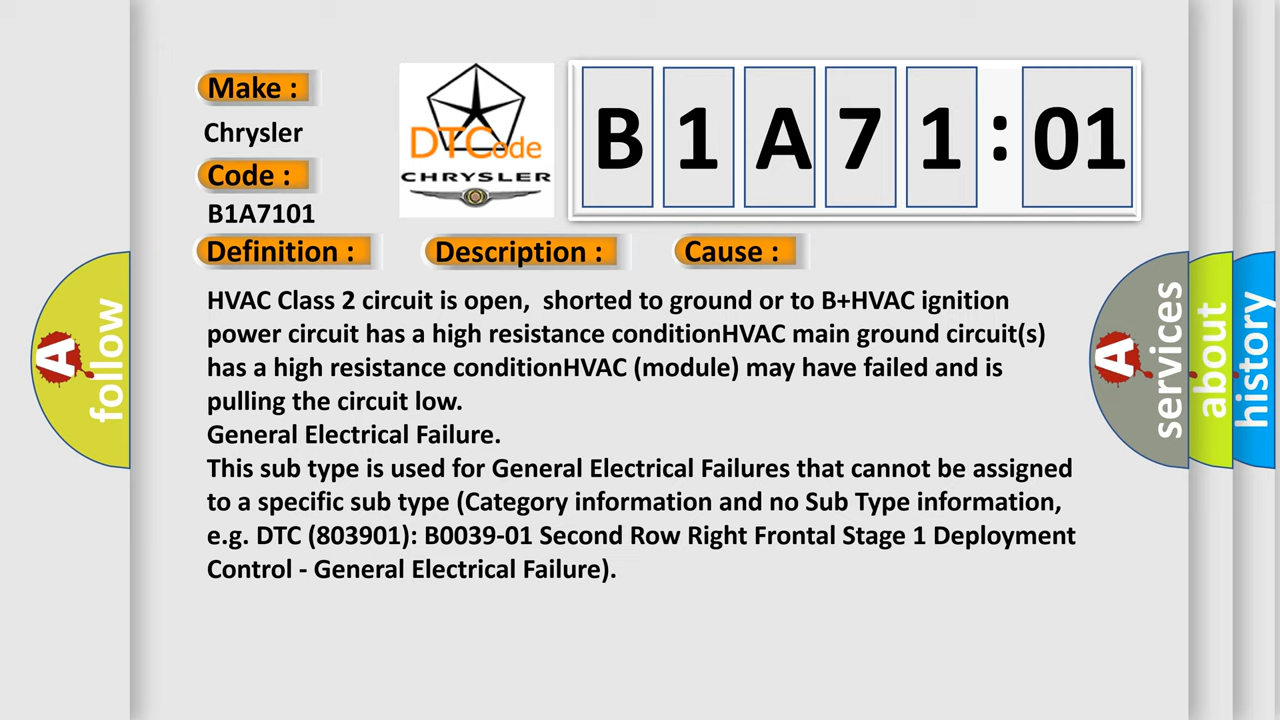 Make :
Chrysler
Code :
B1A7101
DTCode
CHRYSLER
B1A71:01
Definition :
Description :
Cause :
HVAC Class 2 circuit is open,  shorted to ground or to B+HVAC ignition
power circuit has a high resistance conditionHVAC main ground circuit(s)
has a high resistance conditionHVAC (module) may have failed and is
pulling the circuit low.
General Electrical Failure.
This sub type is used for General Electrical Failures that cannot be assigned
to a specific sub type (Category information and no Sub Type information,
e.g. DTC (803901): B0039-01 Second Row Right Frontal Stage 1 Deployment
Control - General Electrical Failure).
A follow
A services
about
history